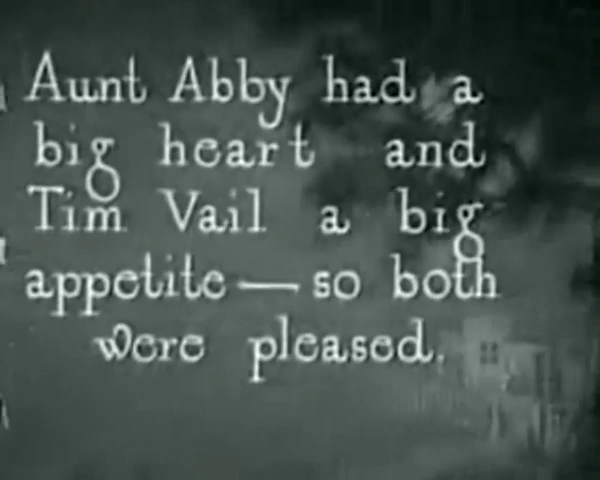 Aunt Abby had a
big heart and
Tim Vail a big
appetite — so both
were pleased.